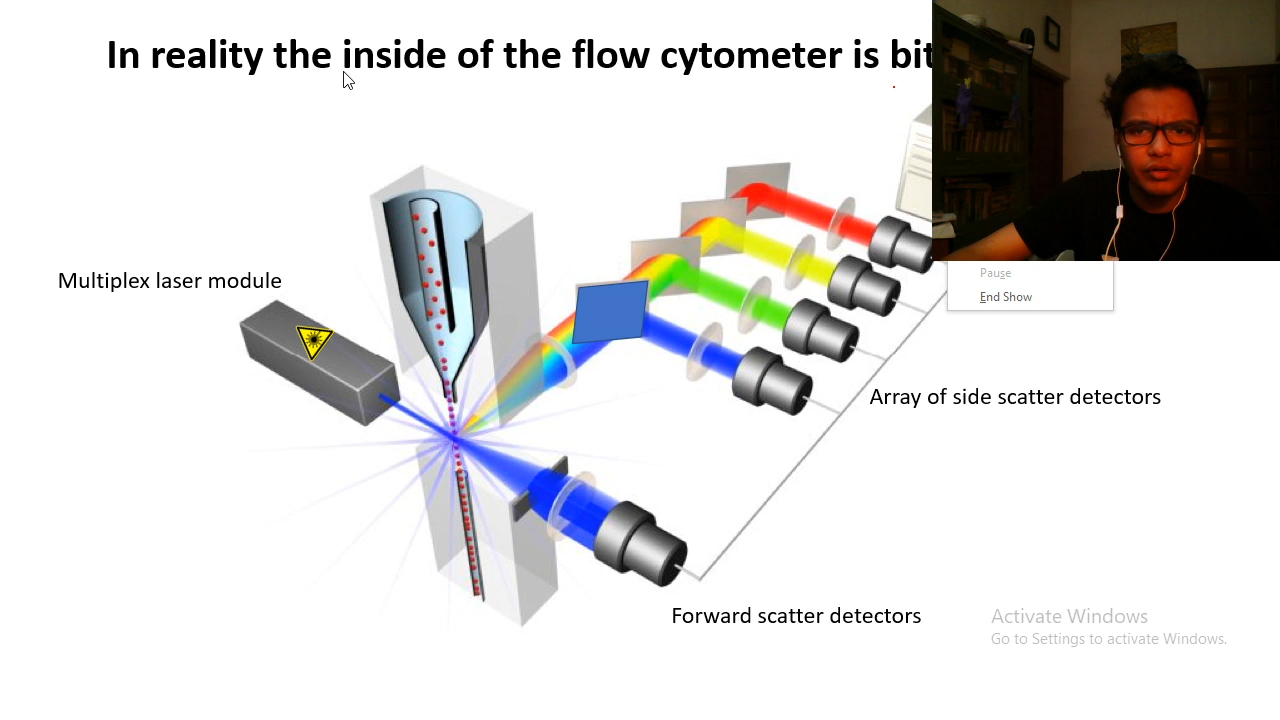 In reality the inside of the flow cytometer is bit
Multiplex laser module
Pause
End Show
Array of side scatter detectors
Forward scatter detectors
Activate Windows
Go to Settings to activate Windows.